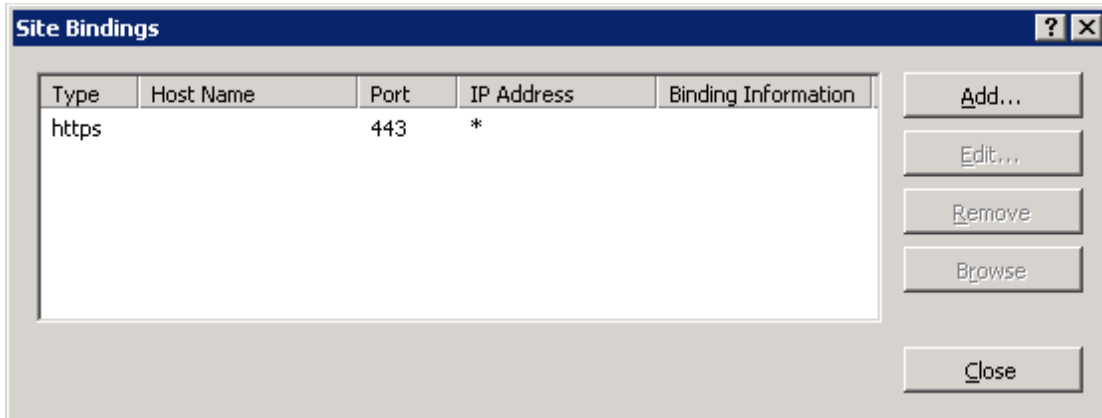 Site Bindings ? X
Type Host Name Port IP Address Binding Information
https 443 *
Add...
Edit...
Remove
Browse
Close